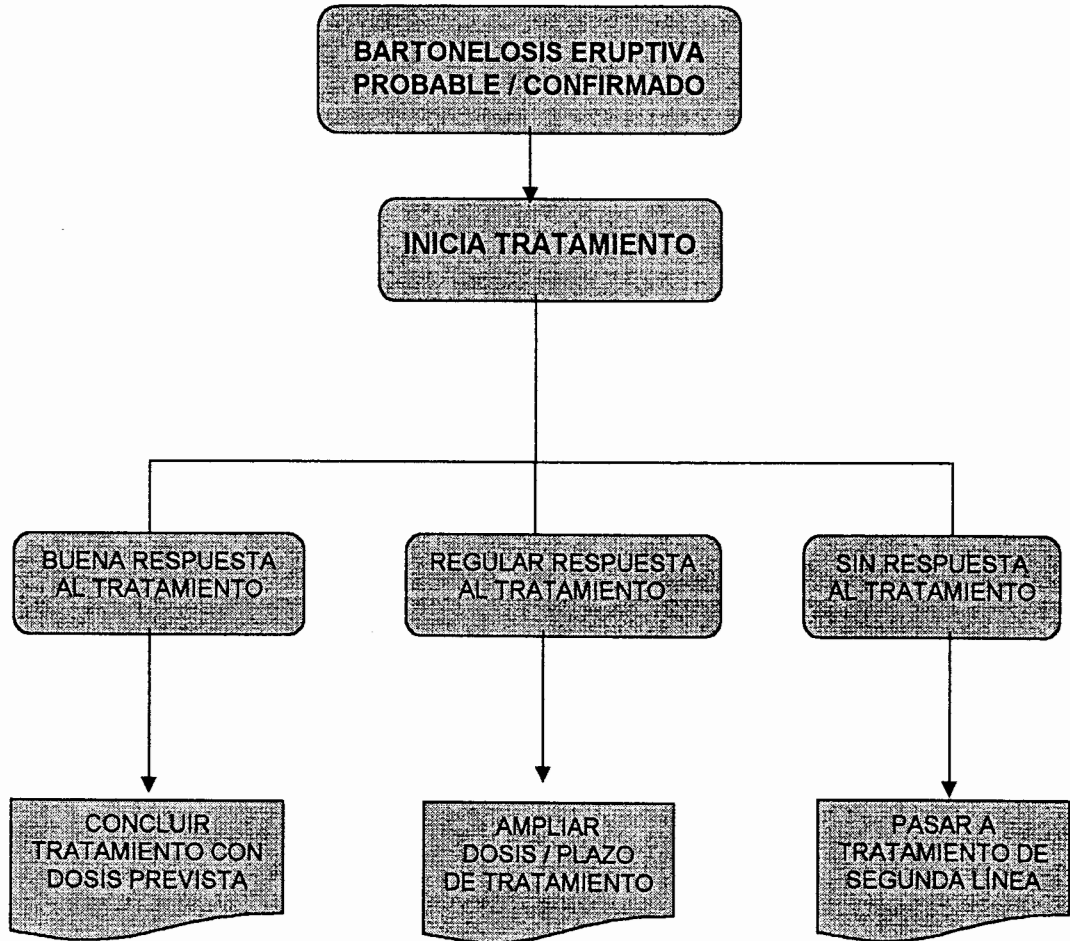 BARTONELOSIS ERUPTIVA
PROBABLE / CONFIRMADO
INICIA TRATAMIENTO
BUENA RESPUESTA
AL TRATAMIENTO
REGULAR RESPUESTA
AL TRATAMIENTO
SIN RESPUESTA
AL TRATAMIENTO
CONCLUIR
TRATAMIENTO CON
DOSIS PREVISTA
AMPLIAR
DOSIS / PLAZO
DE TRATAMIENTO
PASAR A
TRATAMIENTO DE
SEGUNDA LÍNEA